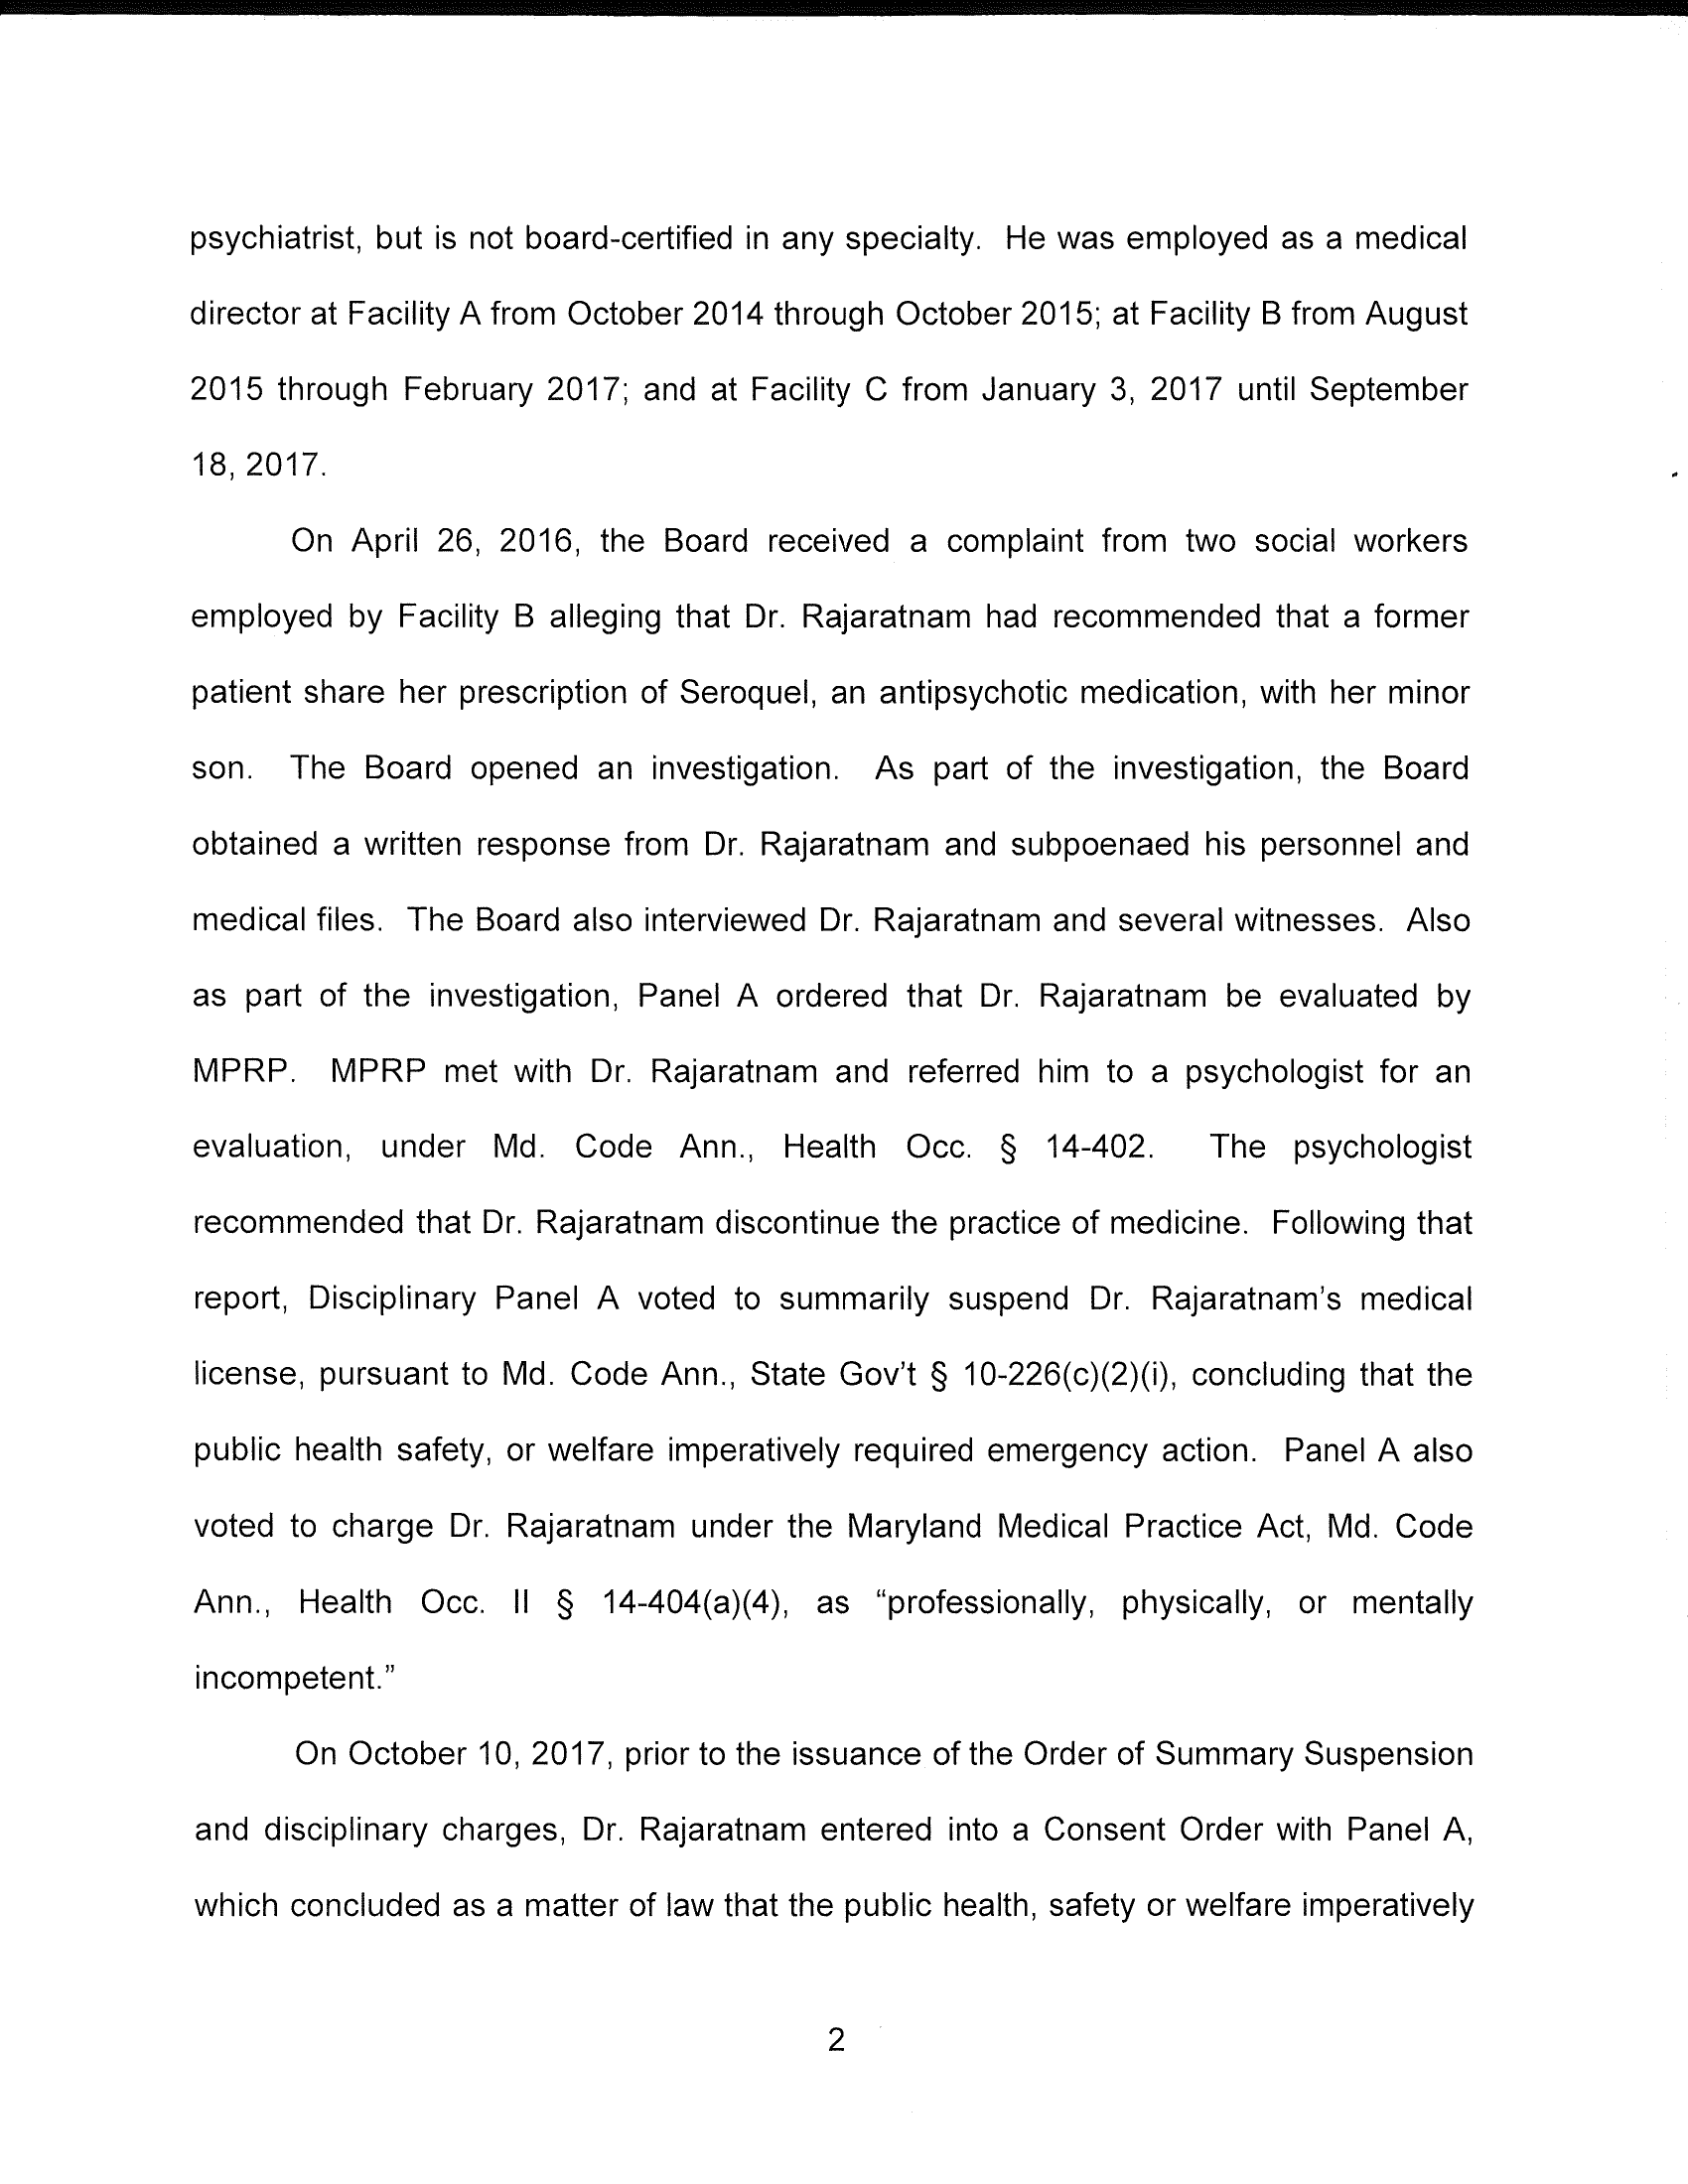 psychiatrist, but is not board-certified in any specialty. He was employed as a medical
director at Facility A from October 2014 through October 2015; at Facility B from August
2015 through February 2017; and at Facility C from January 3, 2017 until September
18, 2017.
On April 26, 2016, the Board received a complaint from two social workers
employed by Facility B alleging that Dr. Rajaratnam had recommended that a former
patient share her prescription of Seroquel, an antipsychotic medication, with her minor
son. The Board opened an investigation. As part of the investigation, the Board
obtained a written response from Dr. Rajaratnam and subpoenaed his personnel and
medical files. The Board also interviewed Dr. Rajaratnam and several witnesses. Also
as part of the investigation, Panel A ordered that Dr. Rajaratnam be evaluated by
MPRP. MPRP met with Dr. Rajaratnam and referred him to a psychologist for an
evaluation, under Md. Code Ann., Health Occ. § 14-402. The psychologist
recommended that Dr. Rajaratnam discontinue the practice of medicine. Following that
report, Disciplinary Panel A voted to summarily suspend Dr. Rajaratnam's medical
license, pursuant to Md. Code Ann., State Gov't § 10-226(c)(2)(i), concluding that the
public health safety, or welfare imperatively required emergency action. Panel A also
voted to charge Dr. Rajaratnam under the Maryland Medical Practice Act, Md. Code
Ann., Health Occ. II § 14-404(a)(4), as “professionally, physically, or mentally
incompetent.”
On October 10, 2017, prior to the issuance of the Order of Summary Suspension
and disciplinary charges, Dr. Rajaratnam entered into a Consent Order with Panel A,
which concluded as a matter of law that the public health, safety or welfare imperatively
2